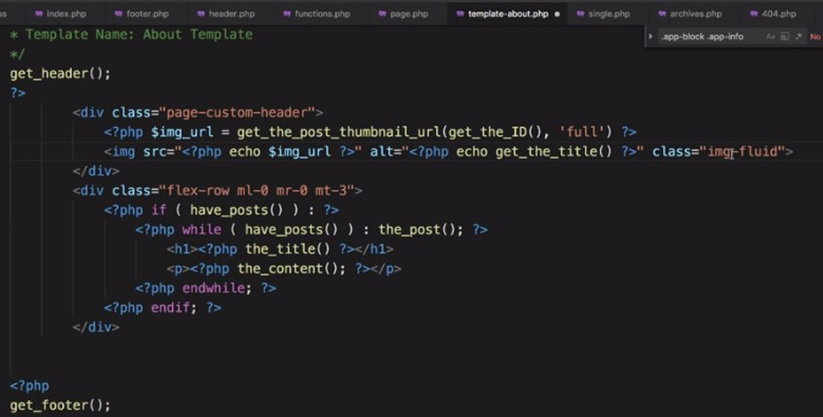 ss index.php footer.php header.php functions.php page.php template-about.php single.php archives.php 404.php
.app-block .app-info Aa No
* Template Name: About Template
*/
get_header();
?>
<div class="page-custom-header">
<?php $img_url = get_the_post_thumbnail_url(get_the_ID(), 'full') ?>
<img src="<?php echo $img_url ?>" alt="<?php echo get_the_title() ?>" class="img-fluid">
</div>
<div class="flex-row ml-0 mr-0 mt-3">
<?php if ( have_posts() ) : ?>
<?php while ( have_posts() ) : the_post(); ?>
<h1><?php the_title() ?></h1>
<p><?php the_content(); ?></p>
<?php endwhile; ?>
<?php endif; ?>
</div>
<?php
get_footer();